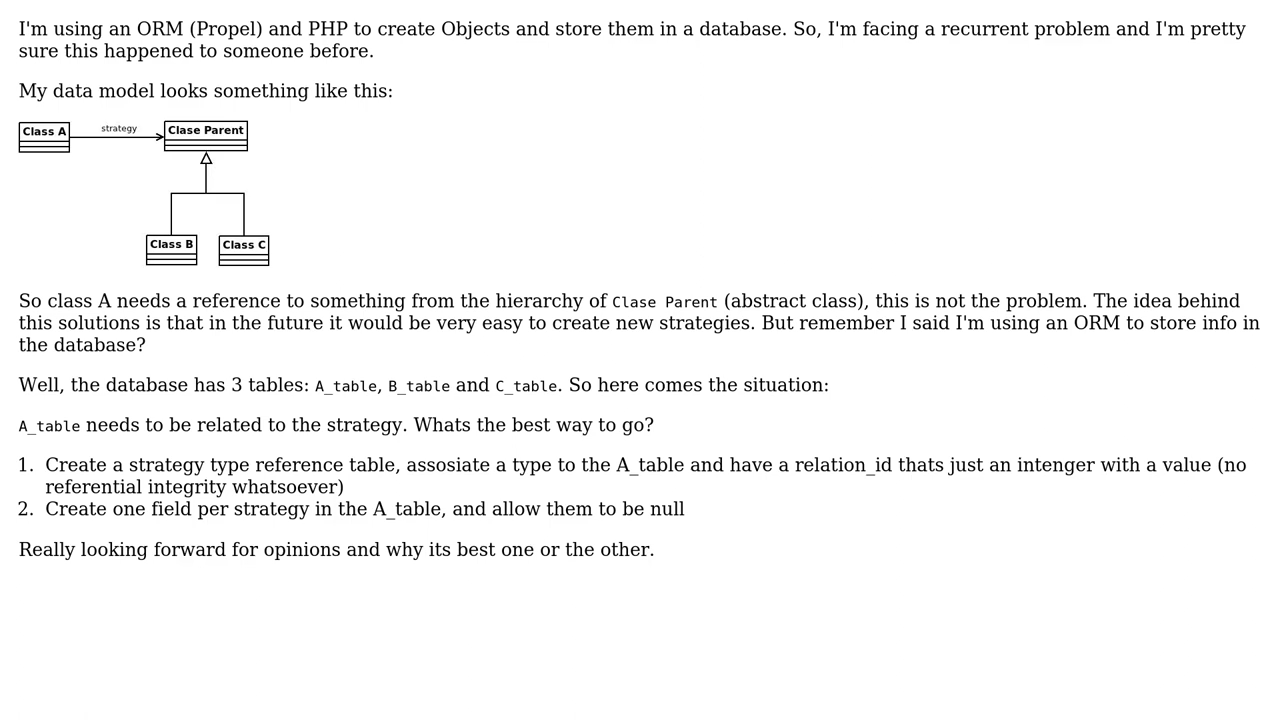 I'm using an ORM (Propel) and PHP to create Objects and store them in a database. So, I'm facing a recurrent problem and I'm pretty
sure this happened to someone before.
My data model looks something like this:
Class A
strategy
Clase Parent
Class B
Class C
So class A needs a reference to something from the hierarchy of Clase Parent (abstract class), this is not the problem. The idea behind
this solutions is that in the future it would be very easy to create new strategies. But remember I said I'm using an ORM to store info in
the database?
Well, the database has 3 tables: A_table, B_table and C_table. So here comes the situation:
A_table needs to be related to the strategy. Whats the best way to go?
1. Create a strategy type reference table, assosiate a type to the A_table and have a relation_id thats just an intenger with a value (no
referential integrity whatsoever)
2. Create one field per strategy in the A_table, and allow them to be null
Really looking forward for opinions and why its best one or the other.